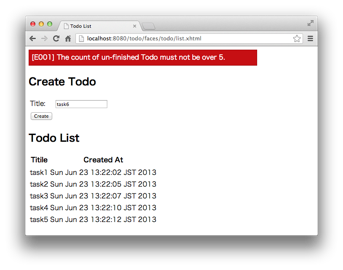 Todo List
localhost:8080/todo/faces/todo/list.xhtml
[E001] The count of un-finished Todo must not be over 5.
Create Todo
Title: task6
Create
Todo List
Titile Created At
task1 Sun Jun 23 13:22:02 JST 2013
task2 Sun Jun 23 13:22:05 JST 2013
task3 Sun Jun 23 13:22:07 JST 2013
task4 Sun Jun 23 13:22:10 JST 2013
task5 Sun Jun 23 13:22:12 JST 2013